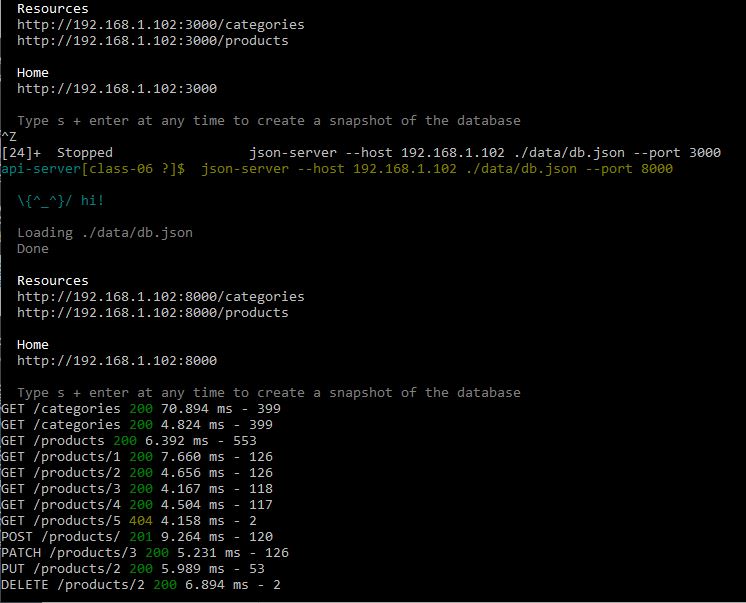 Resources
http://192.168.1.102:3000/categories
http://192.168.1.102:3000/products
Home
http://192.168.1.102:3000
Type s + enter at any time to create a snapshot of the database
^Z
[24]+  Stopped                 json-server --host 192.168.1.102 ./data/db.json --port 3000
api-server[class-06 ?]$  json-server --host 192.168.1.102 ./data/db.json --port 8000
\{^_^}/ hi!
Loading ./data/db.json
Done
Resources
http://192.168.1.102:8000/categories
http://192.168.1.102:8000/products
Home
http://192.168.1.102:8000
Type s + enter at any time to create a snapshot of the database
GET /categories 200 70.894 ms - 399
GET /categories 200 4.824 ms - 399
GET /products 200 6.392 ms - 553
GET /products/1 200 7.660 ms - 126
GET /products/2 200 4.656 ms - 126
GET /products/3 200 4.167 ms - 118
GET /products/4 200 4.504 ms - 117
GET /products/5 404 4.158 ms - 2
POST /products/ 201 9.264 ms - 120
PATCH /products/3 200 5.231 ms - 126
PUT /products/2 200 5.989 ms - 53
DELETE /products/2 200 6.894 ms - 2